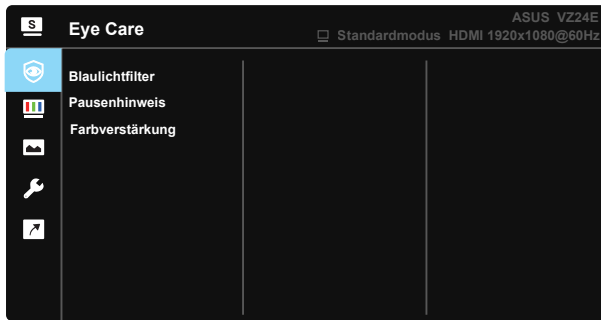 S
Eye Care
ASUS VZ24E
Standardmodus HDMI 1920x1080@60Hz
Blaulichtfilter
Pausenhinweis
Farbverstärkung